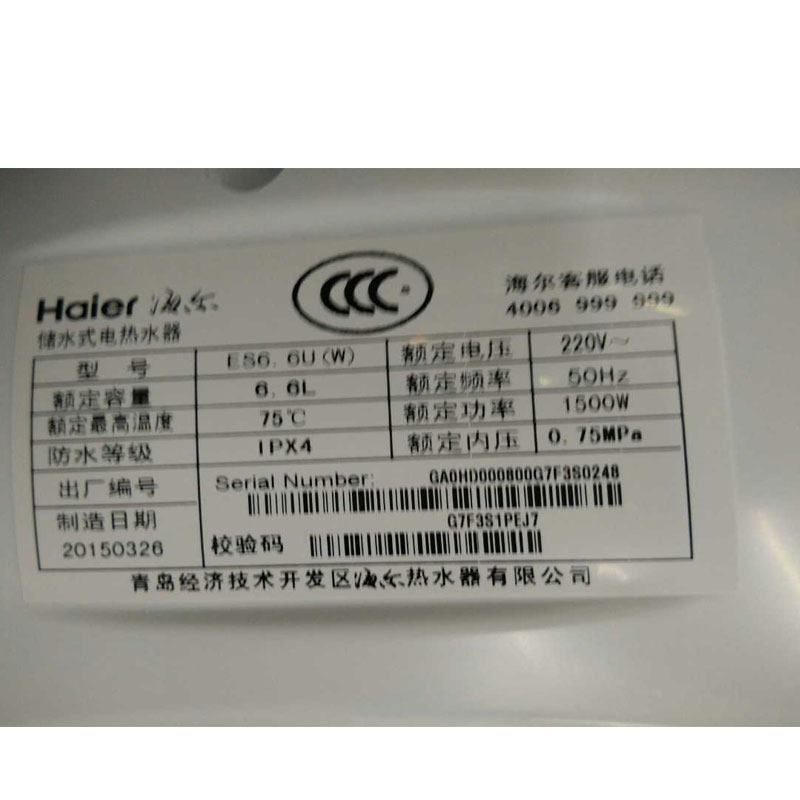 Haier 海尔
CCC
海尔客服电话
4006 999 999
储水式电热水器
型 号 ES6.6U(W) 额定电压 220V~
额定容量 6.6L 额定频率 50Hz
额定最高温度 75℃ 额定功率 1500W
防水等级 IPX4 额定内压 0.75MPa
出厂编号 Serial Number: GA0HD000800G7F3S0248
制造日期 G7F3S1PEJ7
20150326 校验码
青岛经济技术开发区海尔热水器有限公司